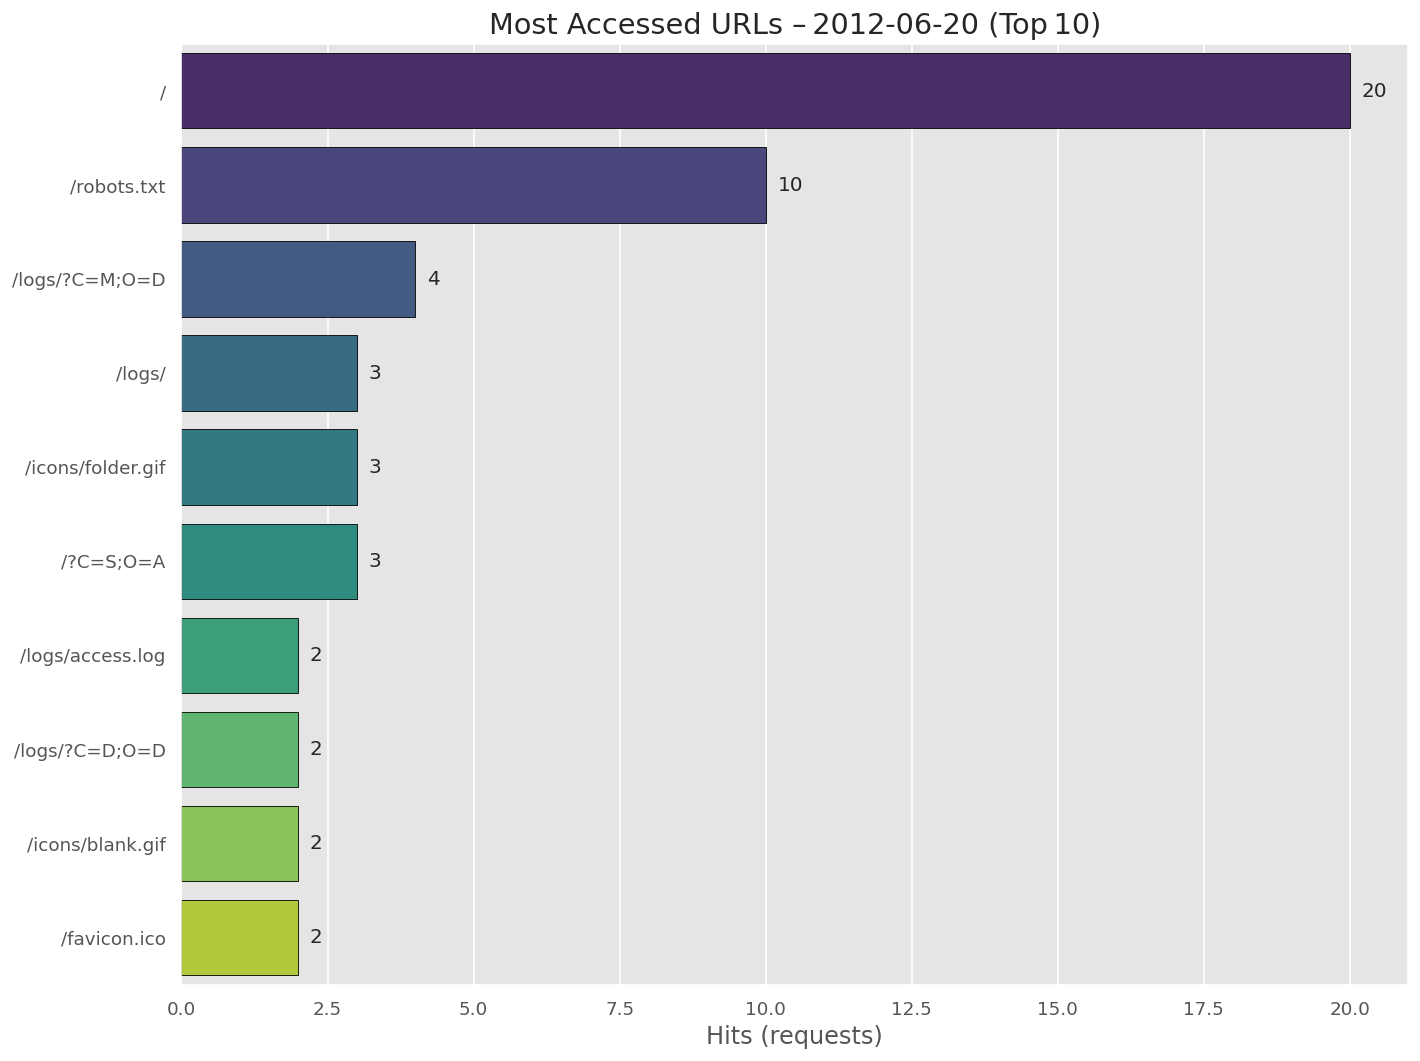 Most Accessed URLs – 2012-06-20 (Top 10)
/ 20
/robots.txt 10
/logs/?C=M;O=D 4
/logs/ 3
/icons/folder.gif 3
/?C=S;O=A 3
/logs/access.log 2
/logs/?C=D;O=D 2
/icons/blank.gif 2
/favicon.ico 2
0.0 2.5 5.0 7.5 10.0 12.5 15.0 17.5 20.0
Hits (requests)